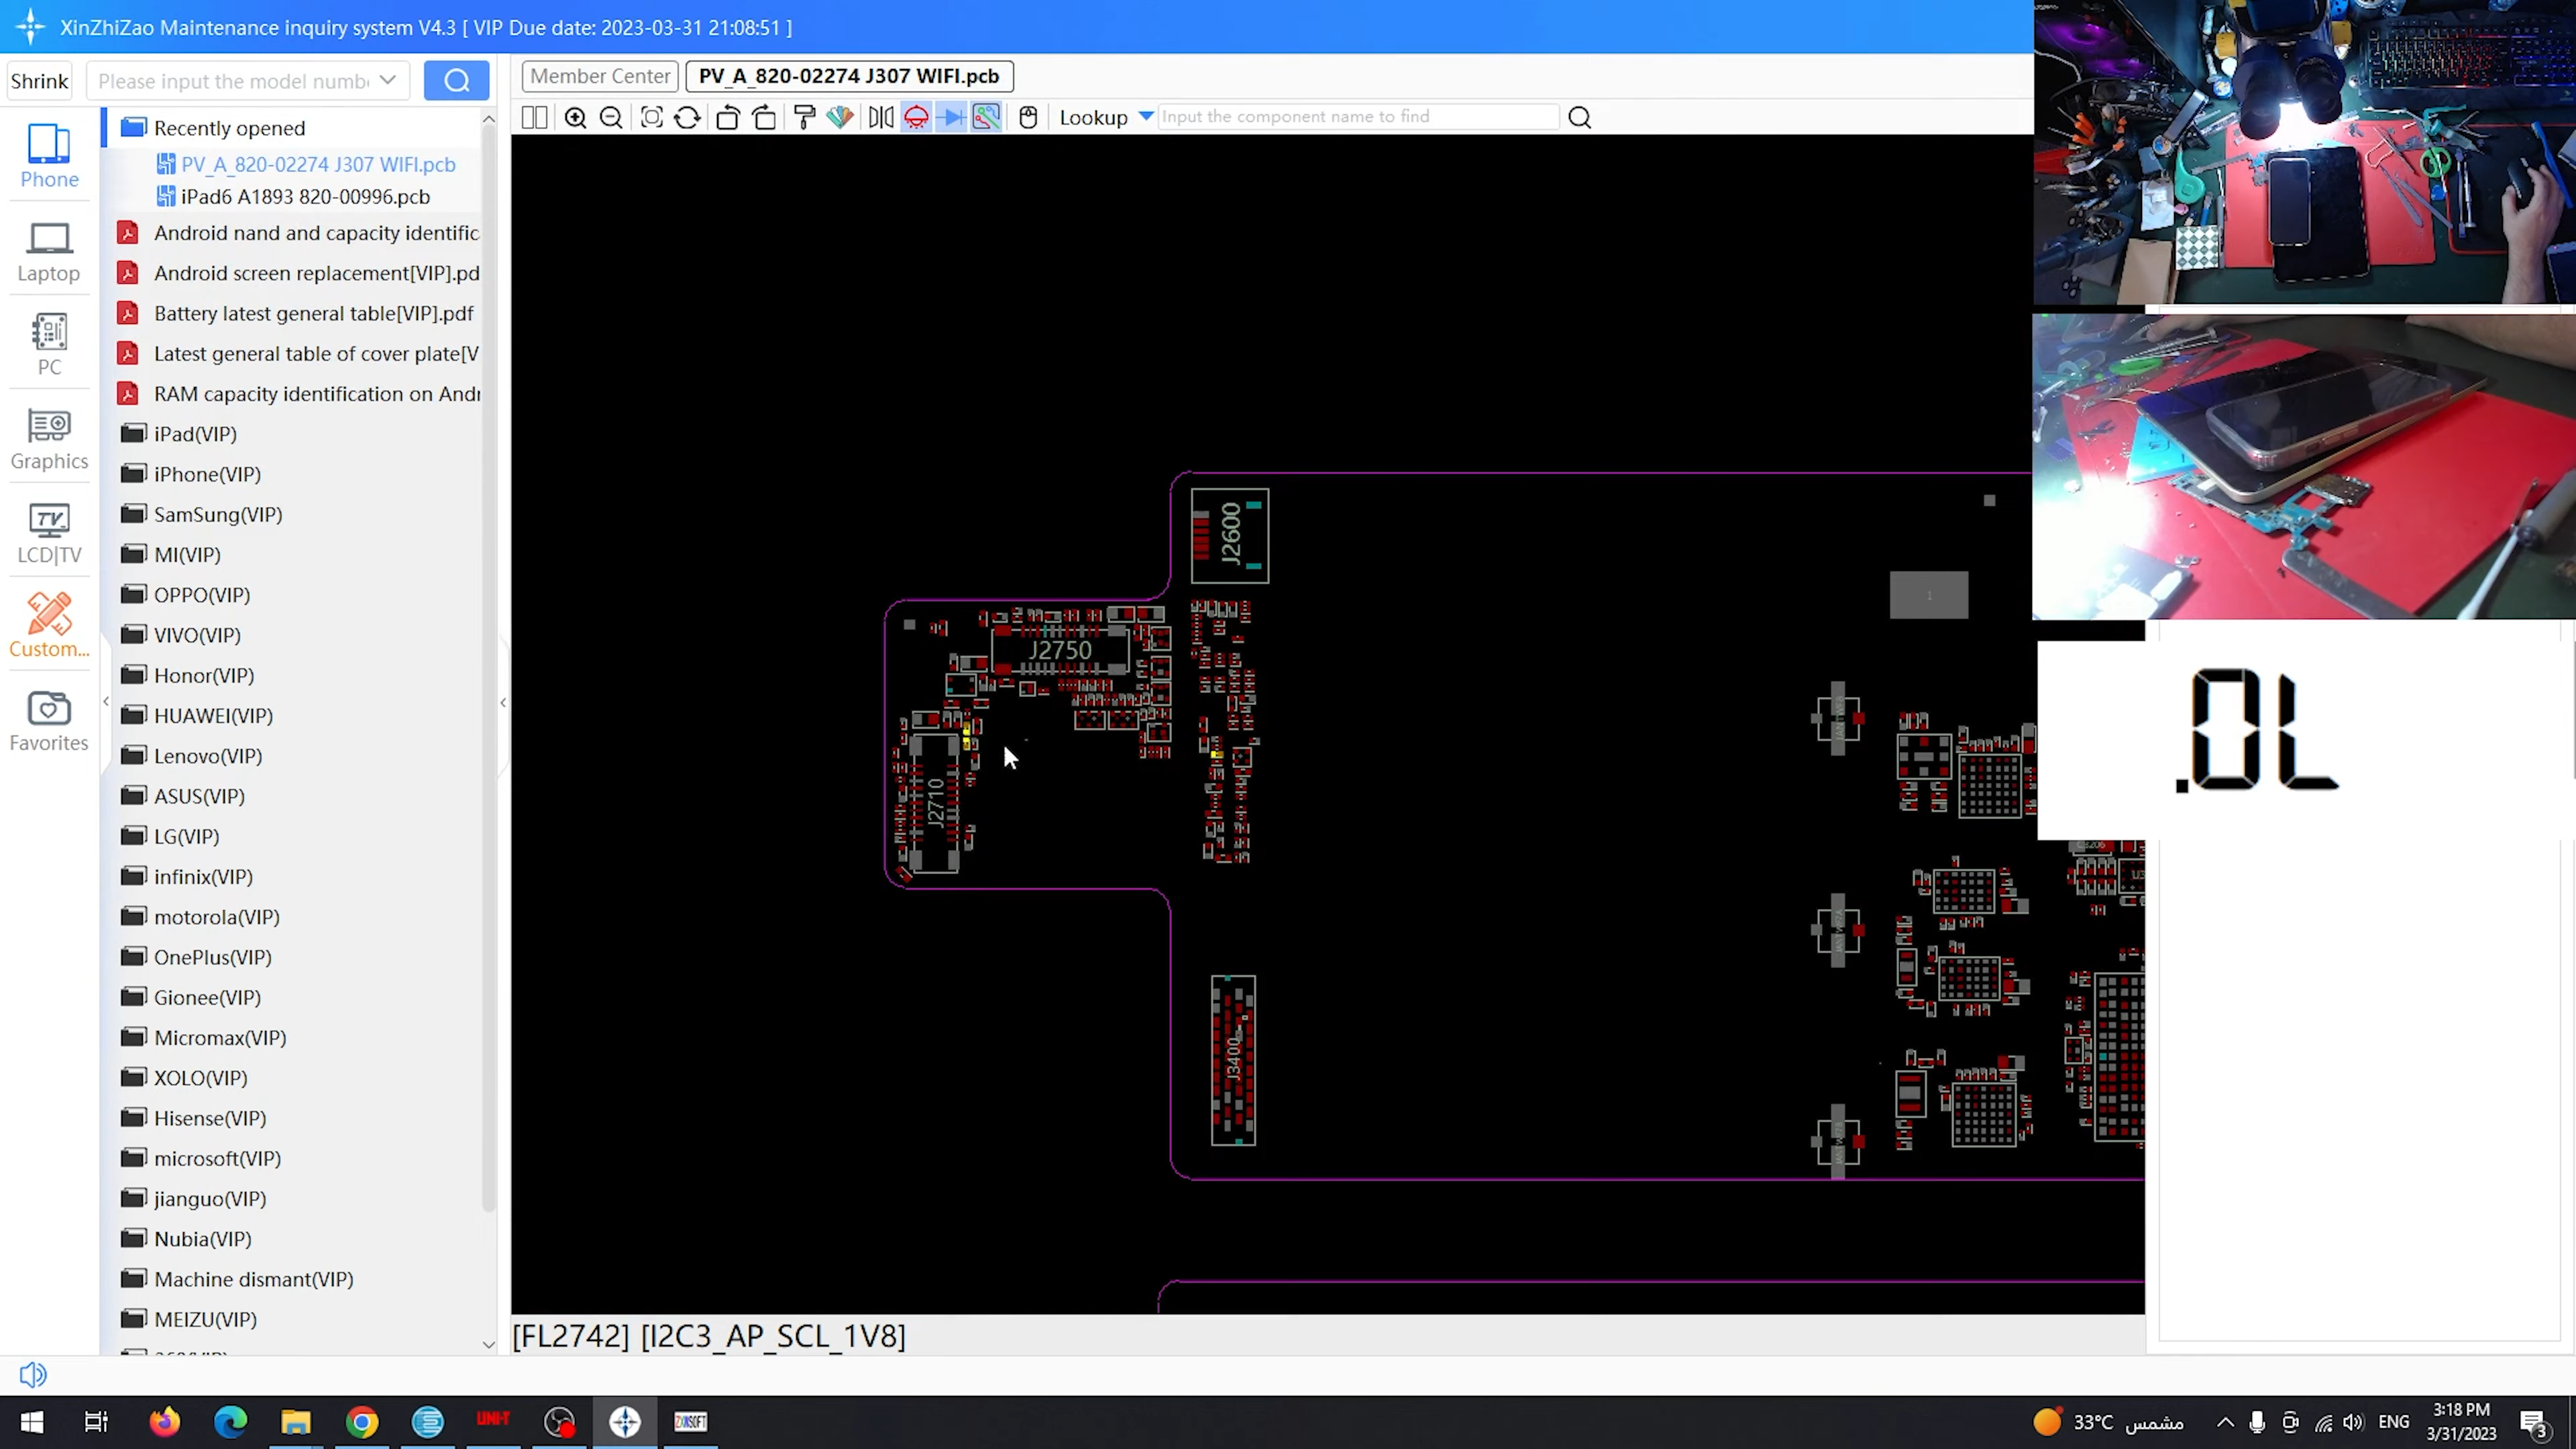 XinZhiZao Maintenance inquiry system V4.3 [ VIP Due date: 2023-03-31 21:08:51 ]
Shrink
Please input the model numb
Member Center
PV_A_820-02274 J307 WIFI.pcb
Lookup
Input the component name to find
Phone
Laptop
PC
Graphics
TV
LCD|TV
Custom...
Favorites
Recently opened
PV_A_820-02274 J307 WIFI.pcb
iPad6 A1893 820-00996.pcb
Android nand and capacity identific
Android screen replacement[VIP].pd
Battery latest general table[VIP].pdf
Latest general table of cover plate[V
RAM capacity identification on Andr
iPad(VIP)
iPhone(VIP)
SamSung(VIP)
MI(VIP)
OPPO(VIP)
VIVO(VIP)
Honor(VIP)
HUAWEI(VIP)
Lenovo(VIP)
ASUS(VIP)
LG(VIP)
infinix(VIP)
motorola(VIP)
OnePlus(VIP)
Gionee(VIP)
Micromax(VIP)
XOLO(VIP)
Hisense(VIP)
microsoft(VIP)
jianguo(VIP)
Nubia(VIP)
Machine dismant(VIP)
MEIZU(VIP)
J2600
J2750
J2710
J3400
1
.0L
[FL2742] [I2C3_AP_SCL_1V8]
UNI-T
ZXWSOFT
33°C مشمس
ENG
3:18 PM
3/31/2023
3